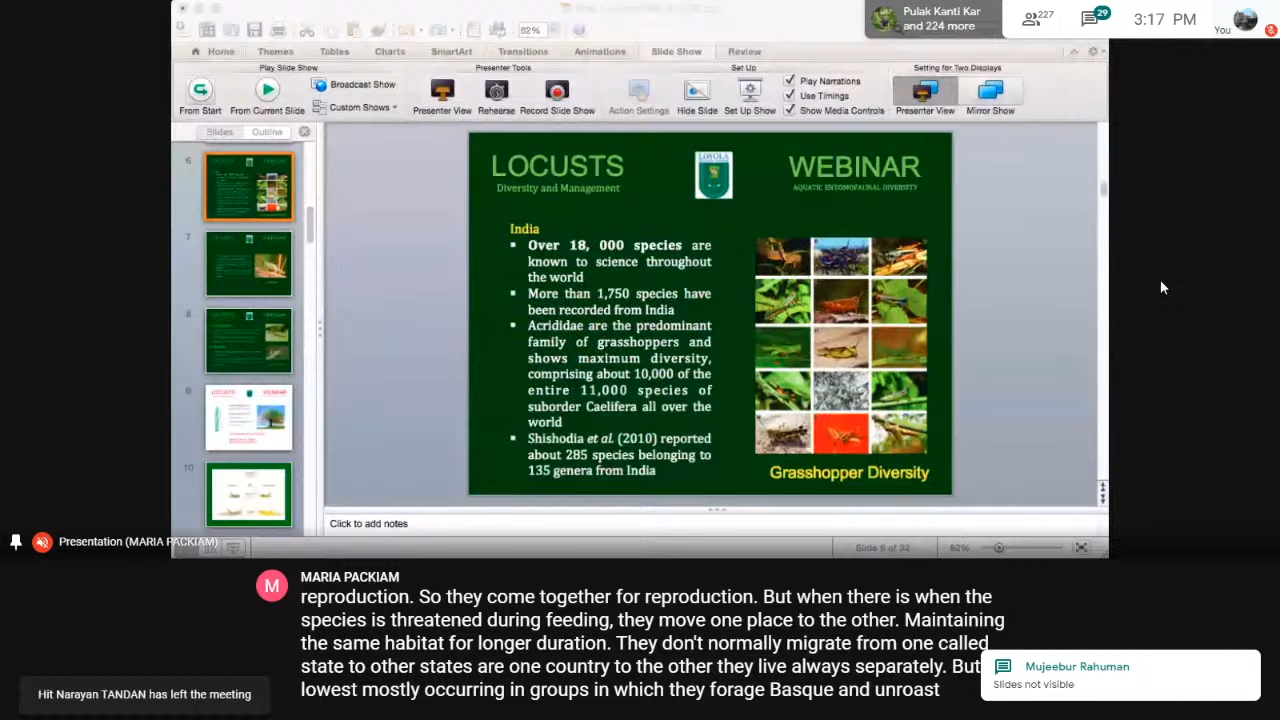 Pulak Kanti Kar
and 224 more
227
29
3:17 PM
You
82%
Home
Themes
Tables
Charts
SmartArt
Transitions
Animations
Slide Show
Review
Play Slide Show
Presenter Tools
Set Up
Setting for Two Displays
Broadcast Show
Custom Shows
Play Narrations
Use Timings
Show Media Controls
From Start
From Current Slide
Presenter View
Rehearse
Record Slide Show
Action Settings
Hide Slide
Set Up Show
Presenter View
Mirror Show
Slides
Outline
6
7
8
9
10
LOCUSTS
Diversity and Management
LOYOLA
WEBINAR
AQUATIC ENTOMOFAUNAL DIVERSITY
India
▪ Over 18, 000 species are
known to science throughout
the world
▪ More than 1,750 species have
been recorded from India
▪ Acrididae are the predominant
family of grasshoppers and
shows maximum diversity,
comprising about 10,000 of the
entire 11,000 species of
suborder Caelifera all over the
world
▪ Shishodia et al. (2010) reported
about 285 species belonging to
135 genera from India
Grasshopper Diversity
Click to add notes
Slide 6 of 32
82%
Presentation (MARIA PACKIAM)
M
MARIA PACKIAM
reproduction. So they come together for reproduction. But when there is when the
species is threatened during feeding, they move one place to the other. Maintaining
the same habitat for longer duration. They don't normally migrate from one called
state to other states are one country to the other they live always separately. But
lowest mostly occurring in groups in which they forage Basque and unroast
Hit Narayan TANDAN has left the meeting
Mujeebur Rahuman
Slides not visible